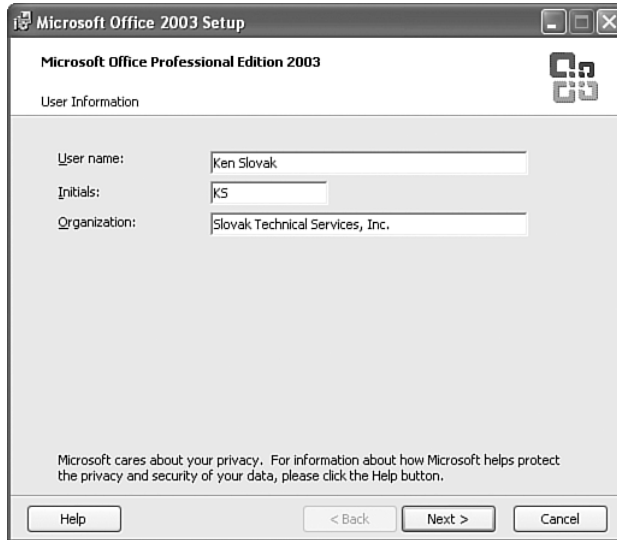 Microsoft Office 2003 Setup
Microsoft Office Professional Edition 2003
User Information
User name: Ken Slovak
Initials: KS
Organization: Slovak Technical Services, Inc.
Microsoft cares about your privacy. For information about how Microsoft helps protect
the privacy and security of your data, please click the Help button.
Help < Back Next > Cancel